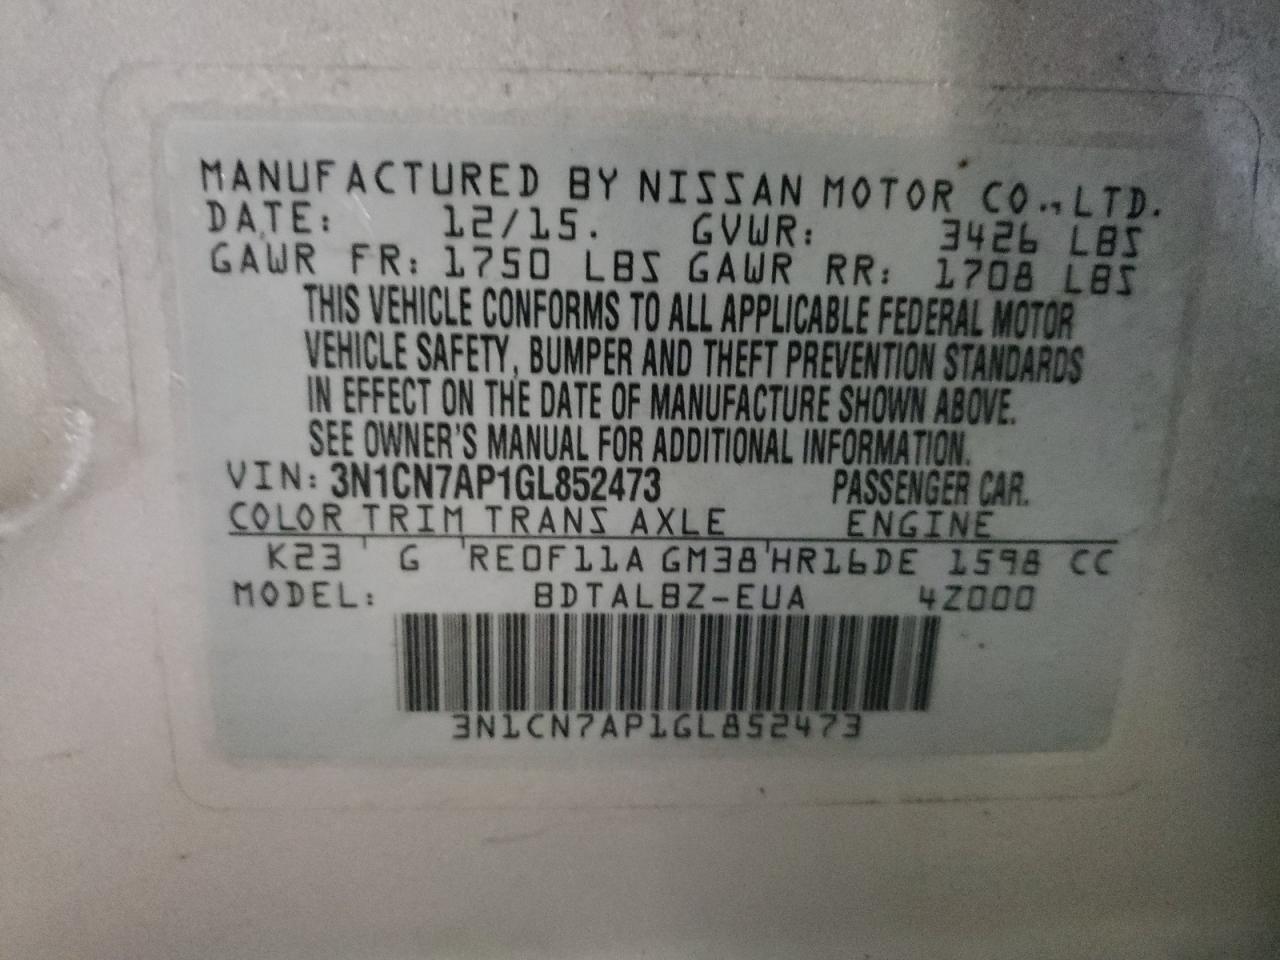 MANUFACTURED BY NISSAN MOTOR CO., LTD.
DATE: 12/15. GVWR: 3426 LBS
GAWR FR: 1750 LBS GAWR RR: 1708 LBS
THIS VEHICLE CONFORMS TO ALL APPLICABLE FEDERAL MOTOR
VEHICLE SAFETY, BUMPER AND THEFT PREVENTION STANDARDS
IN EFFECT ON THE DATE OF MANUFACTURE SHOWN ABOVE.
SEE OWNER'S MANUAL FOR ADDITIONAL INFORMATION.
VIN: 3N1CN7AP1GL852473 PASSENGER CAR.
COLOR TRIM TRANS AXLE ENGINE
K23 G RE0F11A GM38 HR16DE 1598 CC
MODEL: BDTALBZ-EUA 4Z000
3N1CN7AP1GL852473